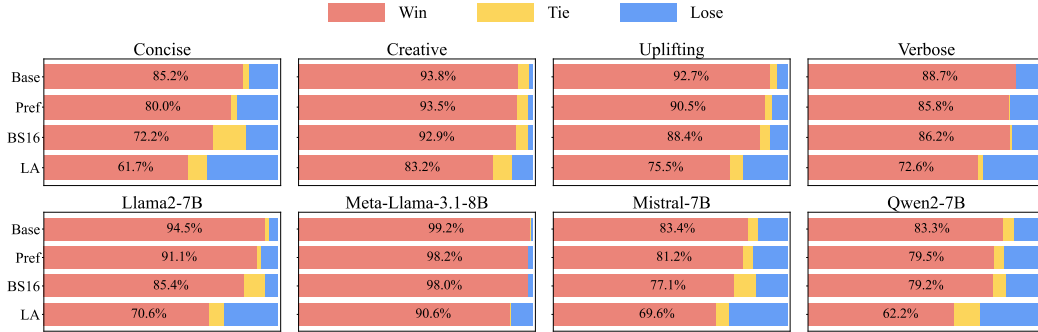 Win Tie Lose
Concise Creative Uplifting Verbose
Base 85.2% 93.8% 92.7% 88.7%
Pref 80.0% 93.5% 90.5% 85.8%
BS16 72.2% 92.9% 88.4% 86.2%
LA 61.7% 83.2% 75.5% 72.6%
Llama2-7B Meta-Llama-3.1-8B Mistral-7B Qwen2-7B
Base 94.5% 99.2% 83.4% 83.3%
Pref 91.1% 98.2% 81.2% 79.5%
BS16 85.4% 98.0% 77.1% 79.2%
LA 70.6% 90.6% 69.6% 62.2%